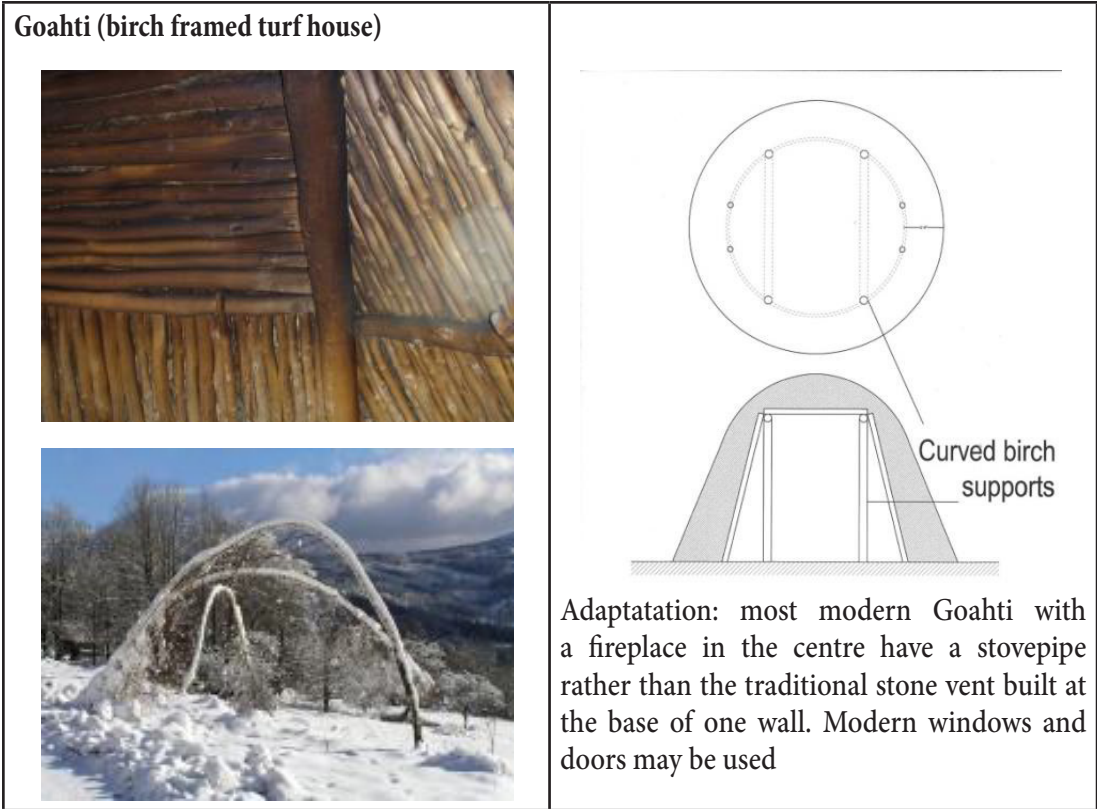 Goahti (birch framed turf house)
Curved birch
supports
Adaptatation: most modern Goahti with
a fireplace in the centre have a stovepipe
rather than the traditional stone vent built at
the base of one wall. Modern windows and
doors may be used